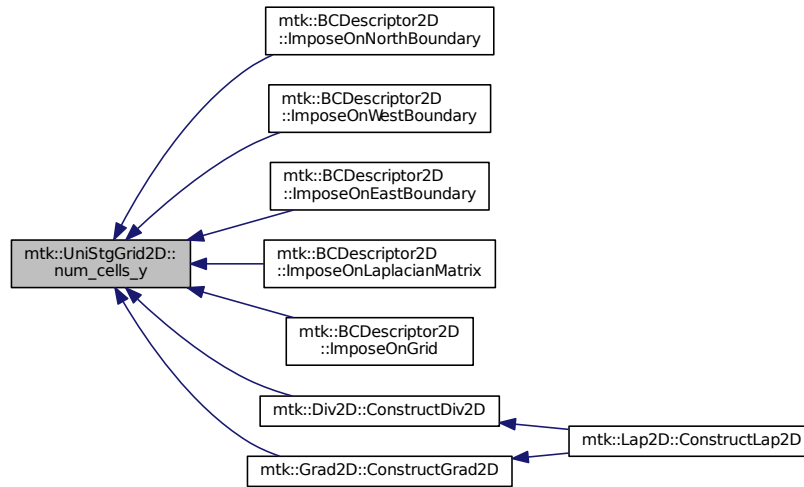 mtk::BCDescriptor2D
::ImposeOnNorthBoundary
mtk::BCDescriptor2D
::ImposeOnWestBoundary
mtk::BCDescriptor2D
::ImposeOnEastBoundary
mtk::UniStgGrid2D::
num_cells_y
mtk::BCDescriptor2D
::ImposeOnLaplacianMatrix
mtk::BCDescriptor2D
::ImposeOnGrid
mtk::Div2D::ConstructDiv2D
mtk::Lap2D::ConstructLap2D
mtk::Grad2D::ConstructGrad2D